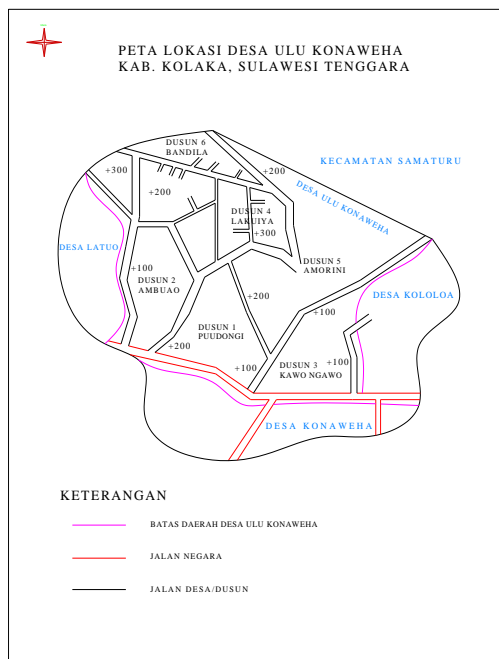 PETA LOKASI DESA ULU KONAWEHA
KAB. KOLAKA, SULAWESI TENGGARA
DUSUN 6
BANDILA
KECAMATAN SAMATURU
+300
+200
+200
DESA ULU KONAWEHA
DUSUN 4
LAKUIYA
+300
DESA LATUO
+100
DUSUN 2
AMBUAO
DUSUN 5
AMORINI
DESA KOLOLOA
+200
+100
DUSUN 1
PUUDONGI
+200
+100
DUSUN 3
KAWO NGAWO
+100
DESA KONAWEHA
KETERANGAN
BATAS DAERAH DESA ULU KONAWEHA
JALAN NEGARA
JALAN DESA/DUSUN